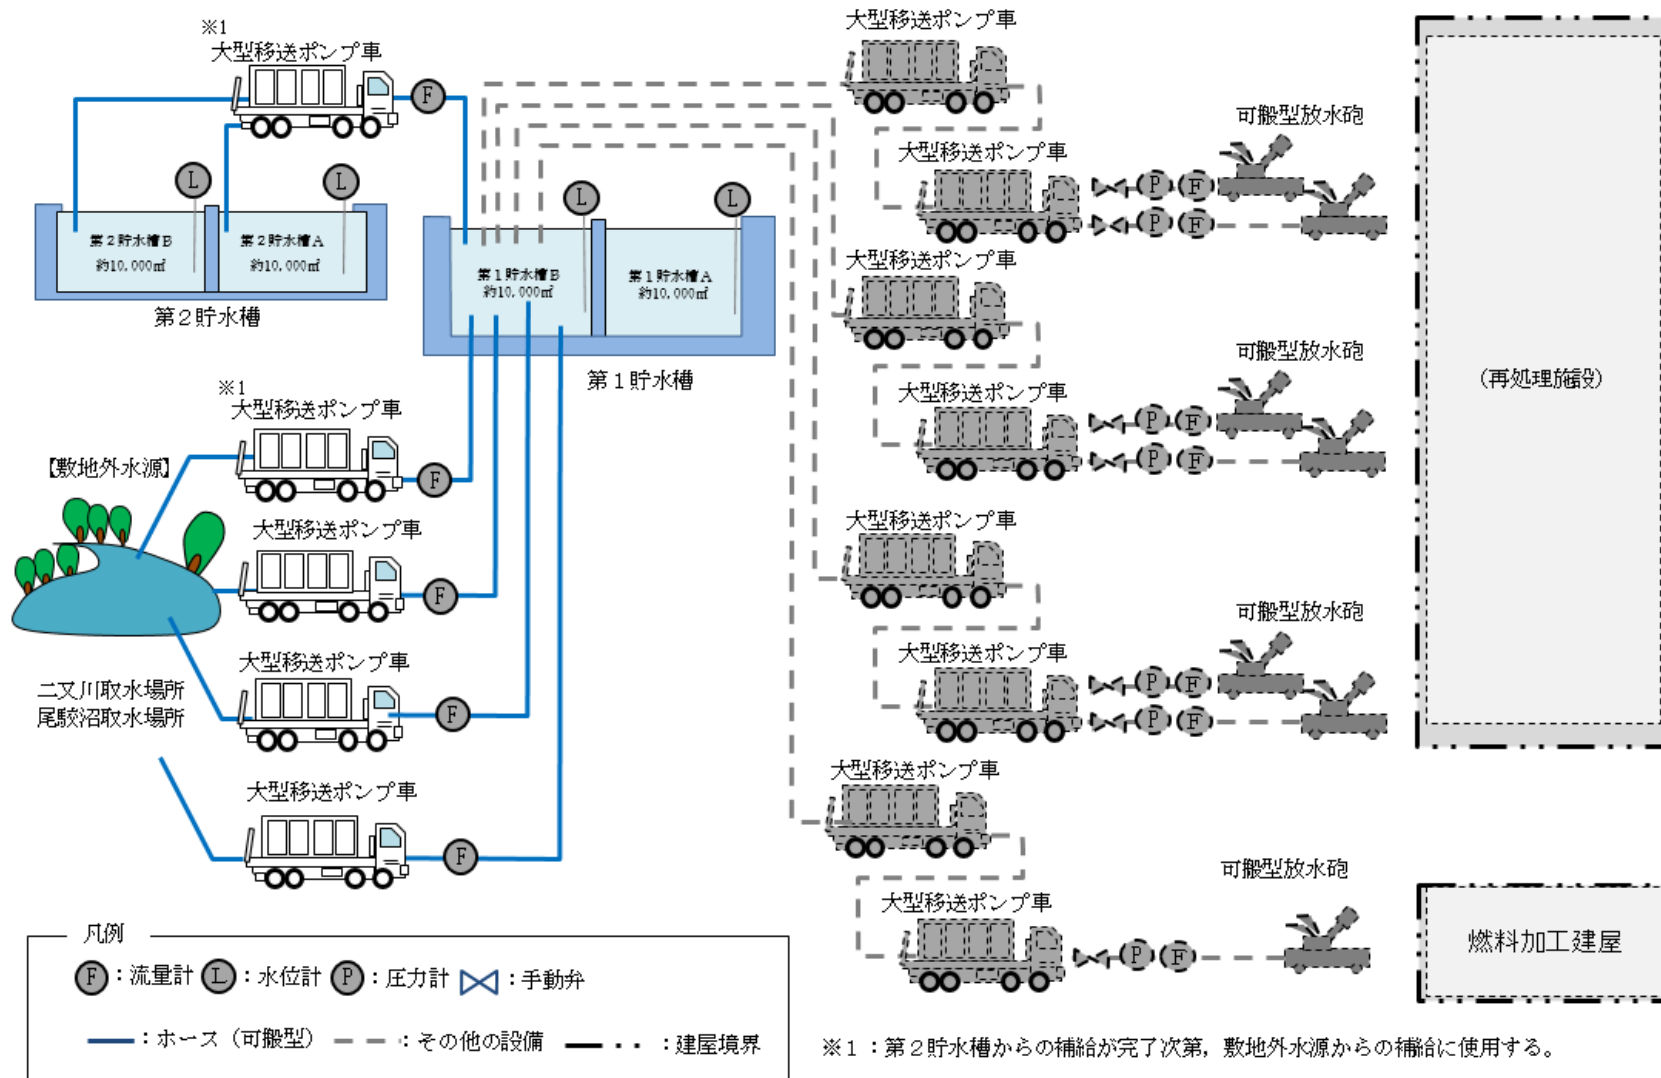 ※1
大型移送ポンプ車
F
L
L
第2貯水槽B
約10,000㎥
第2貯水槽A
約10,000㎥
第2貯水槽
L
L
第1貯水槽B
約10,000㎥
第1貯水槽A
約10,000㎥
第1貯水槽
※1
大型移送ポンプ車
F
【敷地外水源】
大型移送ポンプ車
F
大型移送ポンプ車
F
二又川取水場所
尾駮沼取水場所
大型移送ポンプ車
F
大型移送ポンプ車
可搬型放水砲
大型移送ポンプ車
P F
P F
大型移送ポンプ車
可搬型放水砲
大型移送ポンプ車
P F
P F
大型移送ポンプ車
可搬型放水砲
大型移送ポンプ車
P F
P F
大型移送ポンプ車
可搬型放水砲
大型移送ポンプ車
P F
(再処理施設)
燃料加工建屋
凡例
F：流量計 L：水位計 P：圧力計 ：手動弁
：ホース（可搬型） ：その他の設備 ：建屋境界
※1：第2貯水槽からの補給が完了次第，敷地外水源からの補給に使用する。